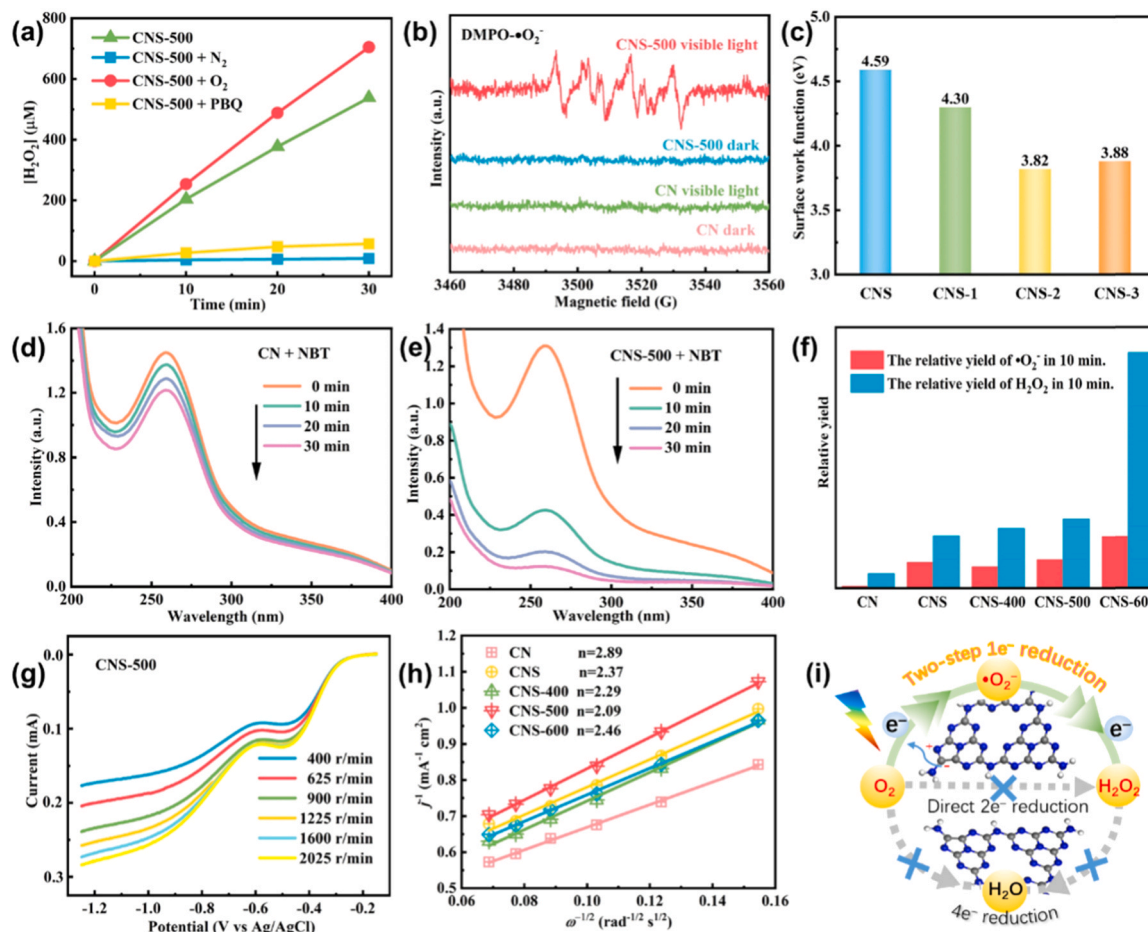 (a)
CNS-500
CNS-500 + N₂
CNS-500 + O₂
CNS-500 + PBQ
[H₂O₂] (μM)
800
600
400
200
0
0 10 20 30
Time (min)
(b)
DMPO-•O₂⁻
CNS-500 visible light
CNS-500 dark
CN visible light
CN dark
Intensity (a.u.)
3460 3480 3500 3520 3540 3560
Magnetic field (G)
(c)
Surface work function (eV)
5.0
4.5
4.0
3.5
3.0
4.59
4.30
3.82
3.88
CNS CNS-1 CNS-2 CNS-3
(d)
CN + NBT
0 min
10 min
20 min
30 min
Intensity (a.u.)
1.6
1.2
0.8
0.4
0.0
200 250 300 350 400
Wavelength (nm)
(e)
CNS-500 + NBT
0 min
10 min
20 min
30 min
Intensity (a.u.)
1.4
1.2
1.0
0.8
0.6
0.4
0.2
0.0
200 250 300 350 400
Wavelength (nm)
(f)
The relative yield of •O₂⁻ in 10 min.
The relative yield of H₂O₂ in 10 min.
Relative yield
CN CNS CNS-400 CNS-500 CNS-60
(g)
CNS-500
Current (mA)
0.0
0.1
0.2
0.3
400 r/min
625 r/min
900 r/min
1225 r/min
1600 r/min
2025 r/min
-1.2 -1.0 -0.8 -0.6 -0.4 -0.2
Potential (V vs Ag/AgCl)
(h)
CN n=2.89
CNS n=2.37
CNS-400 n=2.29
CNS-500 n=2.09
CNS-600 n=2.46
j⁻¹ (mA⁻¹ cm²)
1.2
1.1
1.0
0.9
0.8
0.7
0.6
0.5
0.06 0.08 0.10 0.12 0.14 0.16
ω⁻¹/² (rad⁻¹/² s¹/²)
(i)
Two-step 1e⁻ reduction
•O₂⁻
e⁻
e⁻
O₂
H₂O₂
Direct 2e⁻ reduction
H₂O
4e⁻ reduction